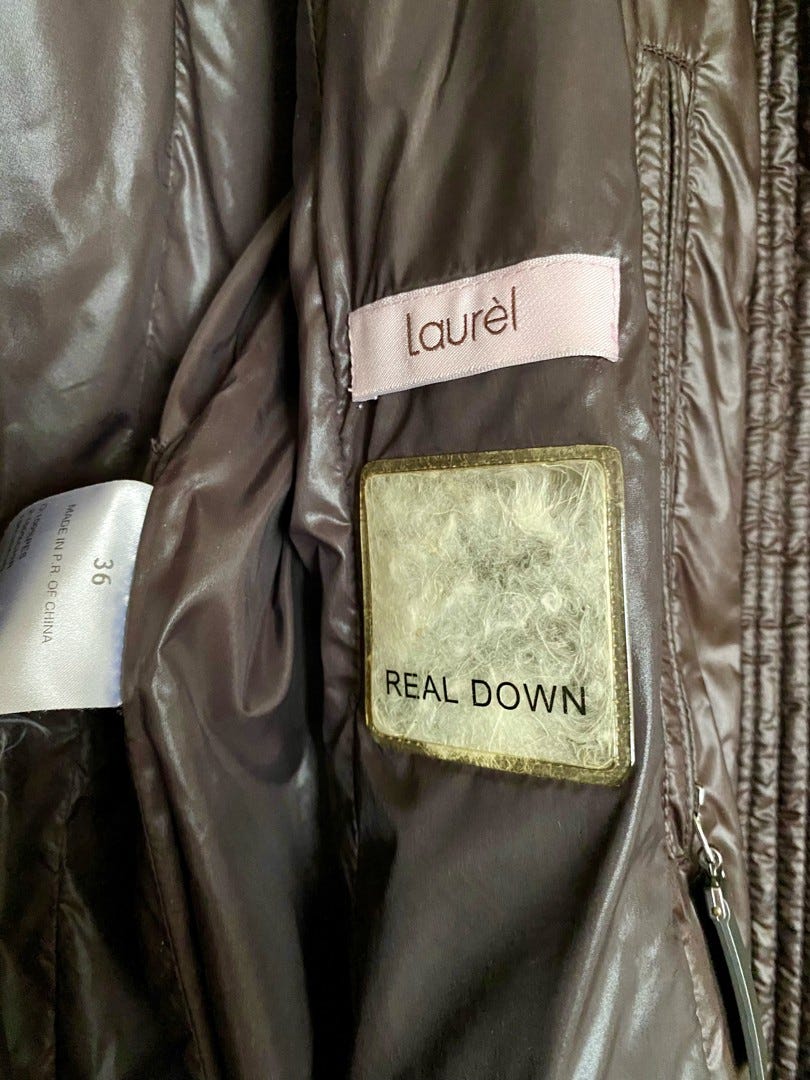 Laurèl
REAL DOWN
36
MADE IN P.R OF CHINA